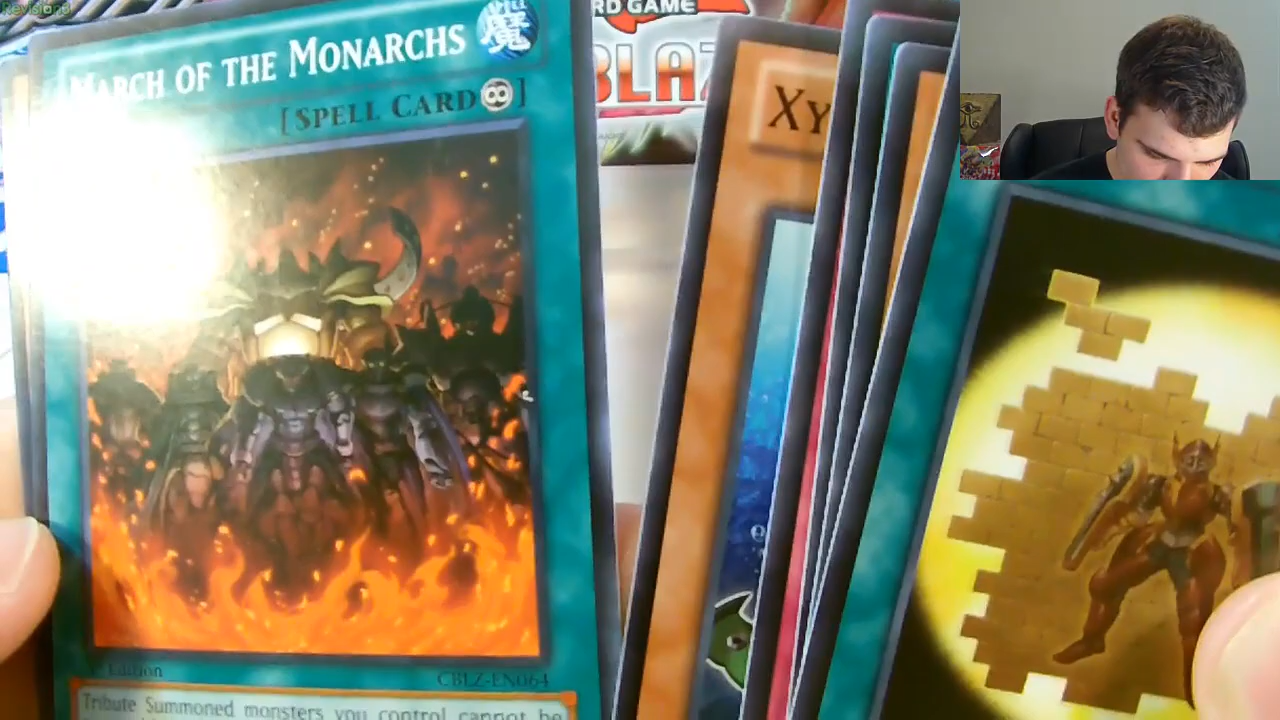 Revision8
MARCH OF THE MONARCHS
魔
[SPELL CARD ]
Edition
CBLZ-EN064
Tribute Summoned monsters you control cannot be
RD GAME
BLAZ
XY